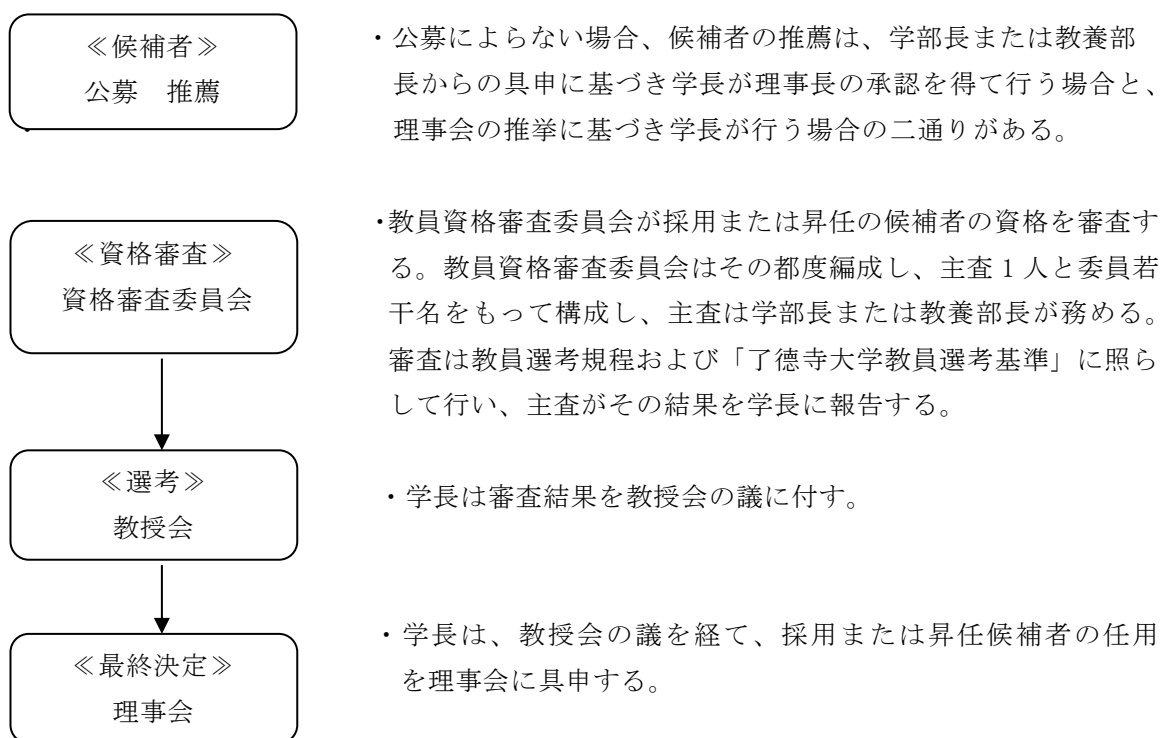 ≪候補者≫
公募　推薦
・公募によらない場合、候補者の推薦は、学部長または教養部
長からの具申に基づき学長が理事長の承認を得て行う場合と、
理事会の推挙に基づき学長が行う場合の二通りがある。
≪資格審査≫
資格審査委員会
・教員資格審査委員会が採用または昇任の候補者の資格を審査す
る。教員資格審査委員会はその都度編成し、主査 1 人と委員若
干名をもって構成し、主査は学部長または教養部長が務める。
審査は教員選考規程および「了德寺大学教員選考基準」に照ら
して行い、主査がその結果を学長に報告する。
≪選考≫
教授会
・学長は審査結果を教授会の議に付す。
≪最終決定≫
理事会
・学長は、教授会の議を経て、採用または昇任候補者の任用
を理事会に具申する。